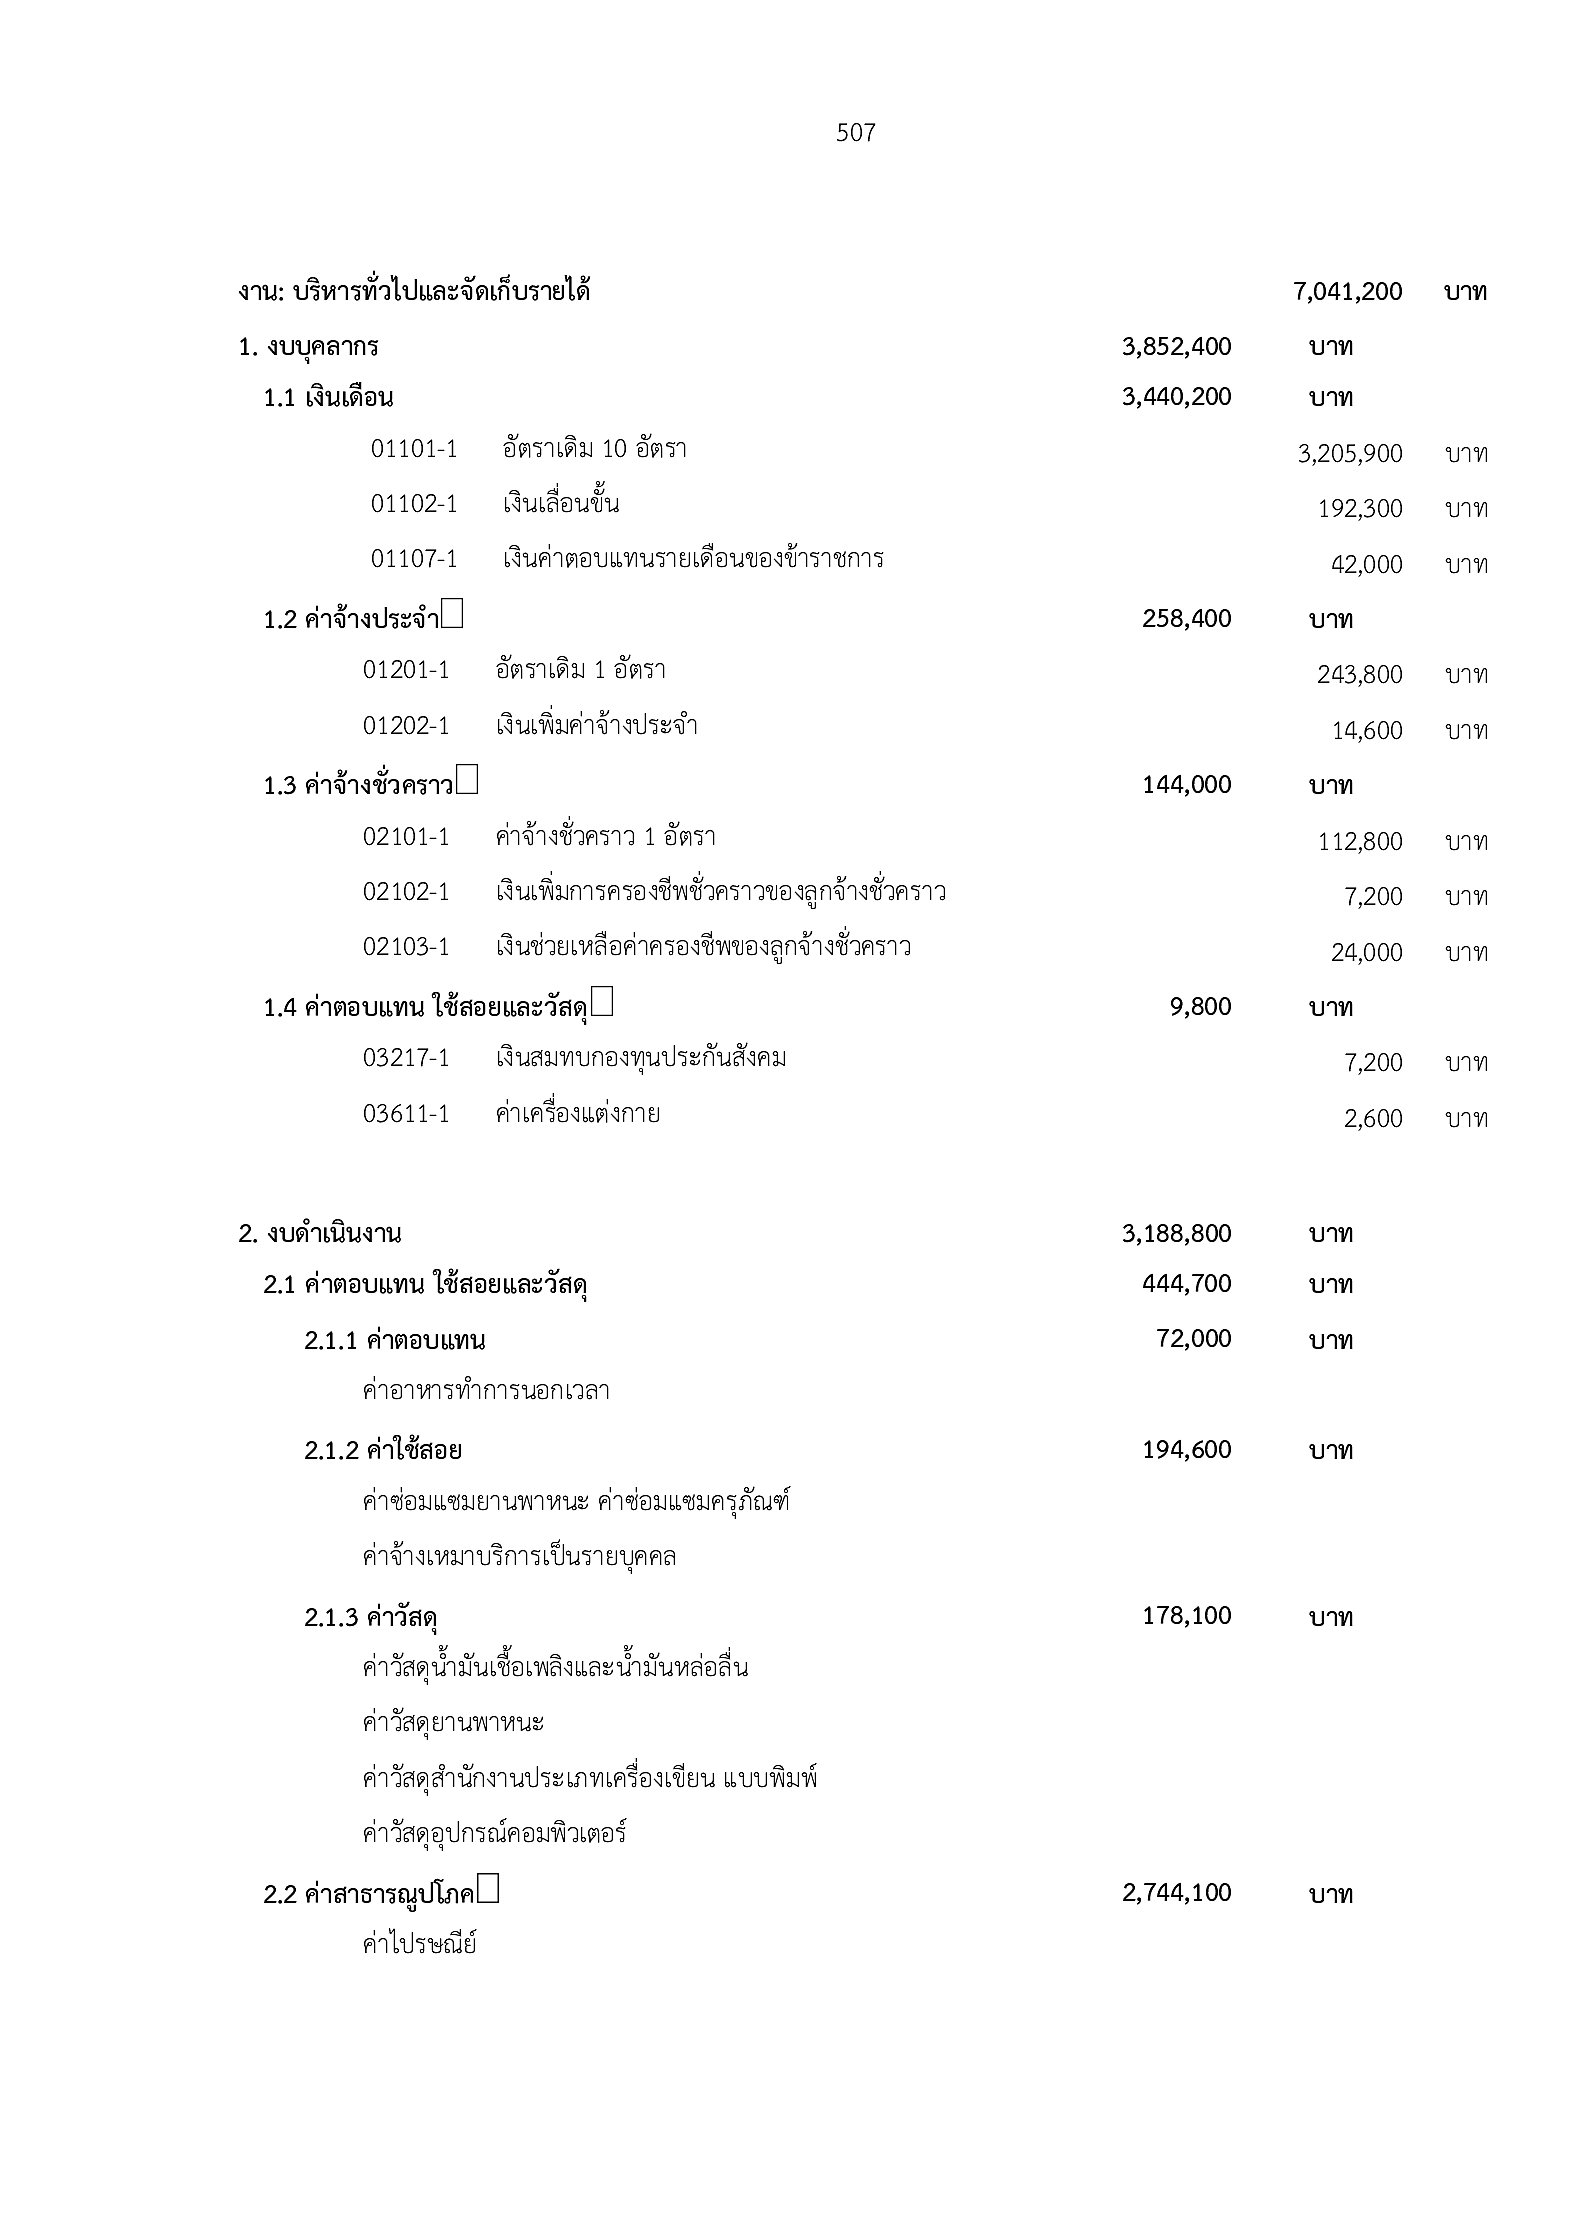 507
งาน: บริหารทั่วไปและจัดเก็บรายได้ 7,041,200 บาท
1. งบบุคลากร 3,852,400 บาท
1.1 เงินเดือน 3,440,200 บาท
01101-1 อัตราเดิม 10 อัตรา 3,205,900 บาท
01102-1 เงินเลื่อนขั้น 192,300 บาท
01107-1 เงินค่าตอบแทนรายเดือนของข้าราชการ 42,000 บาท
1.2 ค่าจ้างประจำ 258,400 บาท
01201-1 อัตราเดิม 1 อัตรา 243,800 บาท
01202-1 เงินเพิ่มค่าจ้างประจำ 14,600 บาท
1.3 ค่าจ้างชั่วคราว 144,000 บาท
02101-1 ค่าจ้างชั่วคราว 1 อัตรา 112,800 บาท
02102-1 เงินเพิ่มการครองชีพชั่วคราวของลูกจ้างชั่วคราว 7,200 บาท
02103-1 เงินช่วยเหลือค่าครองชีพของลูกจ้างชั่วคราว 24,000 บาท
1.4 ค่าตอบแทน ใช้สอยและวัสดุ 9,800 บาท
03217-1 เงินสมทบกองทุนประกันสังคม 7,200 บาท
03611-1 ค่าเครื่องแต่งกาย 2,600 บาท
2. งบดำเนินงาน 3,188,800 บาท
2.1 ค่าตอบแทน ใช้สอยและวัสดุ 444,700 บาท
2.1.1 ค่าตอบแทน 72,000 บาท
ค่าอาหารทำการนอกเวลา
2.1.2 ค่าใช้สอย 194,600 บาท
ค่าซ่อมแซมยานพาหนะ ค่าซ่อมแซมครุภัณฑ์
ค่าจ้างเหมาบริการเป็นรายบุคคล
2.1.3 ค่าวัสดุ 178,100 บาท
ค่าวัสดุน้ำมันเชื้อเพลิงและน้ำมันหล่อลื่น
ค่าวัสดุยานพาหนะ
ค่าวัสดุสำนักงานประเภทเครื่องเขียน แบบพิมพ์
ค่าวัสดุอุปกรณ์คอมพิวเตอร์
2.2 ค่าสาธารณูปโภค 2,744,100 บาท
ค่าไปรษณีย์